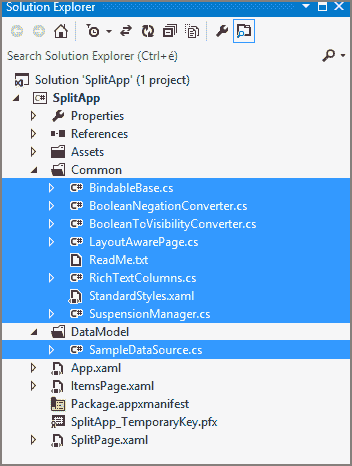 Solution Explorer
Search Solution Explorer (Ctrl+é)
Solution 'SplitApp' (1 project)
C# SplitApp
Properties
References
Assets
Common
C# BindableBase.cs
C# BooleanNegationConverter.cs
C# BooleanToVisibilityConverter.cs
C# LayoutAwarePage.cs
ReadMe.txt
C# RichTextColumns.cs
StandardStyles.xaml
C# SuspensionManager.cs
DataModel
C# SampleDataSource.cs
App.xaml
ItemsPage.xaml
Package.appxmanifest
SplitApp_TemporaryKey.pfx
SplitPage.xaml